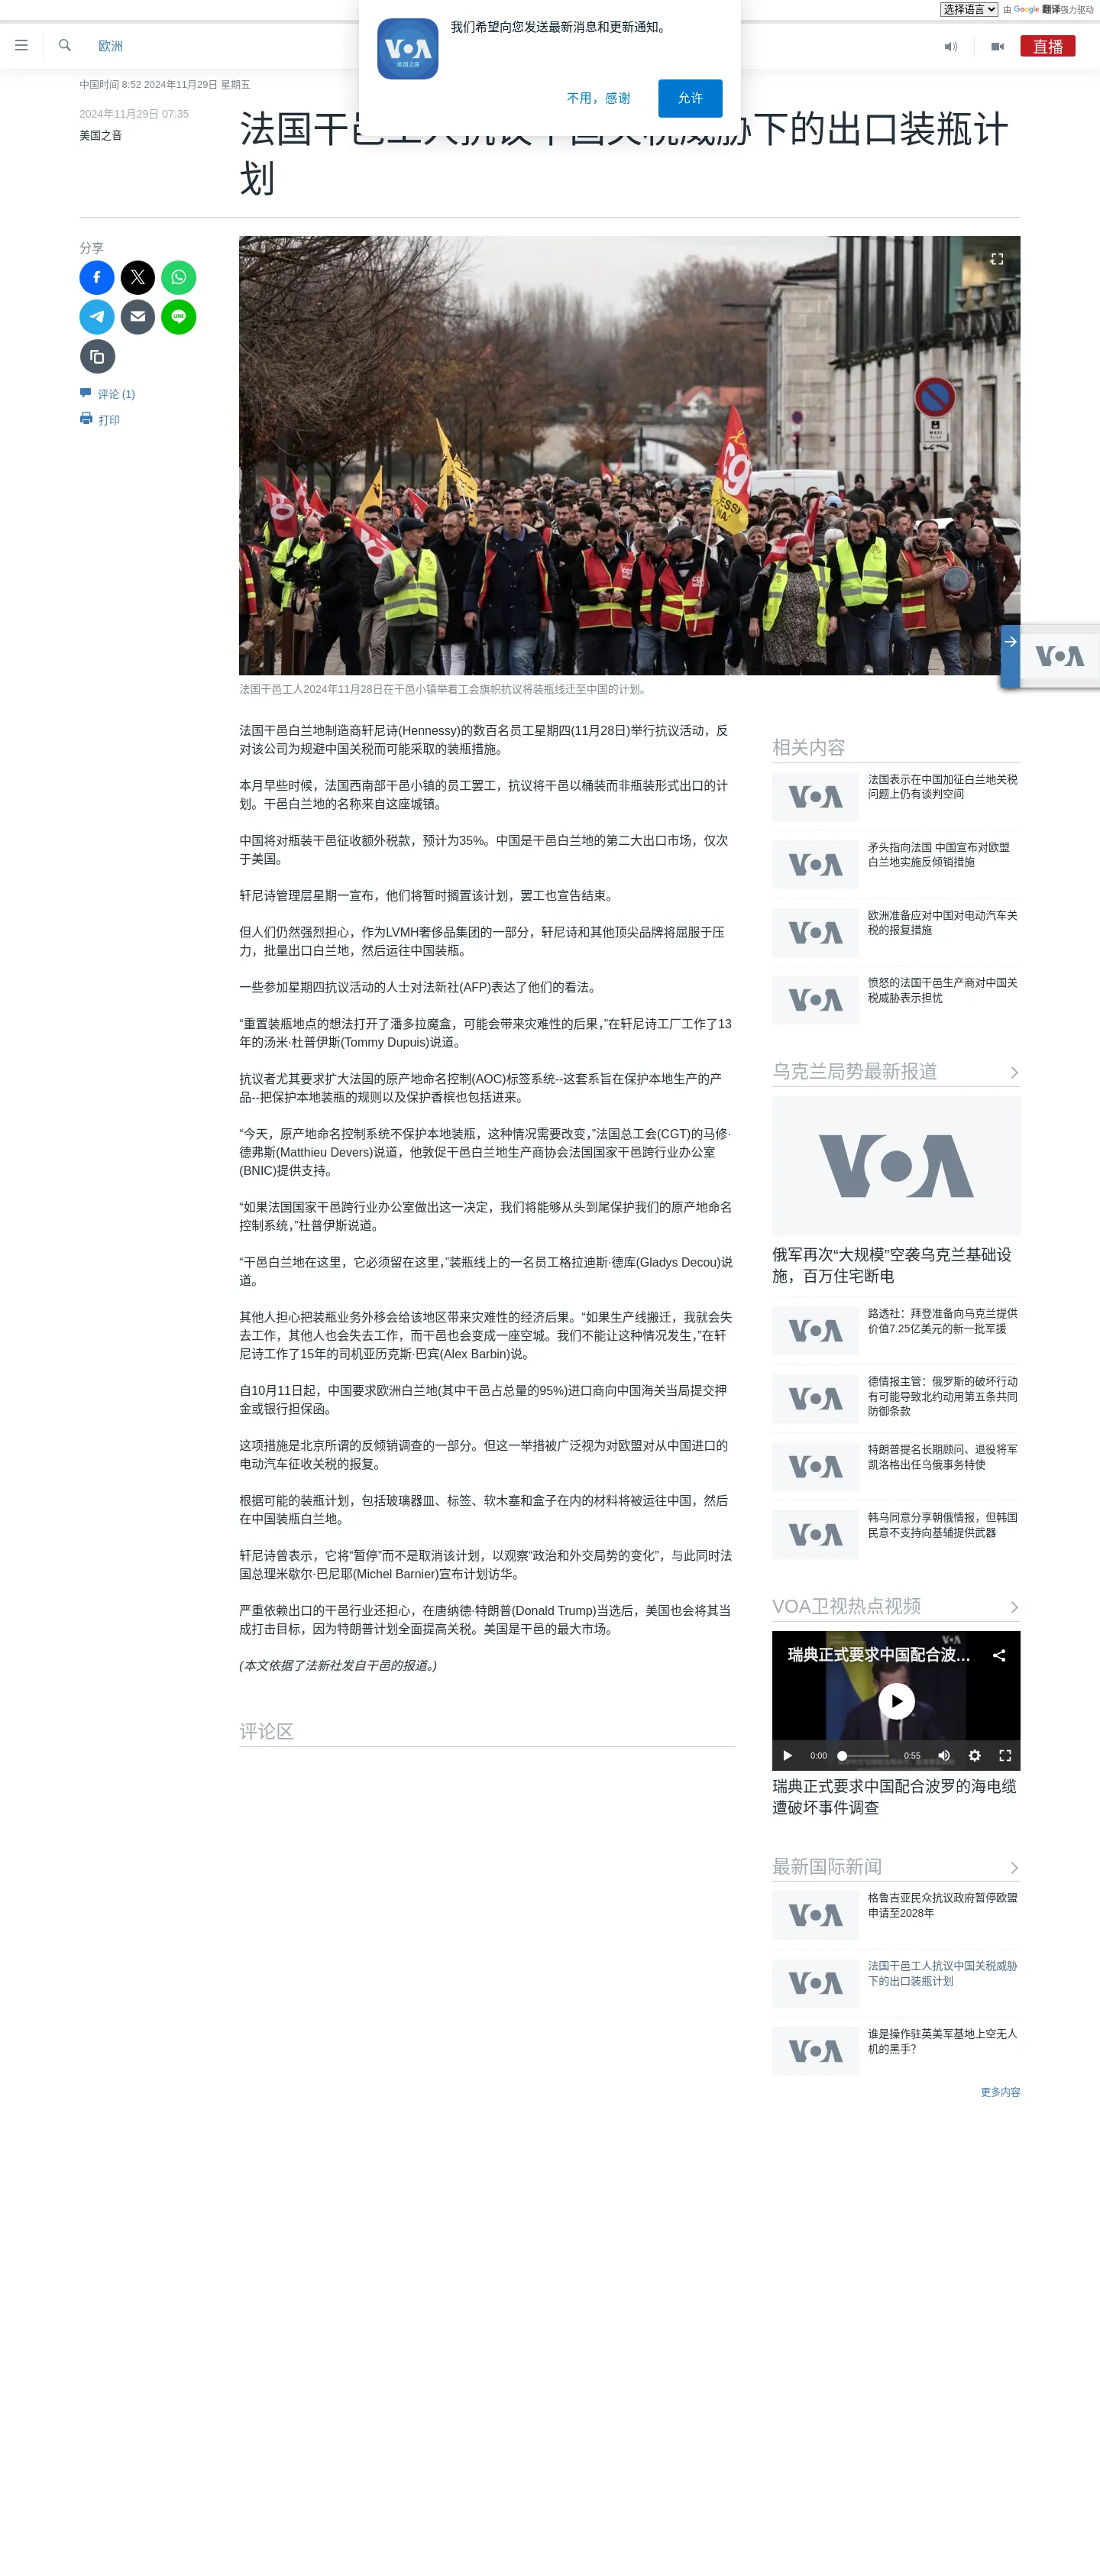 选择语言 由 Google 翻译强力驱动
我们希望向您发送最新消息和更新通知。
VOA
美国之音
不用，感谢
允许
欧洲
直播
中国时间 8:52 2024年11月29日 星期五
2024年11月29日 07:35
美国之音
法国干邑工人抗议中国关税威胁下的出口装瓶计
划
分享
评论 (1)
打印
cgt
VOA
法国干邑工人2024年11月28日在干邑小镇举着工会旗帜抗议将装瓶线迁至中国的计划。
法国干邑白兰地制造商轩尼诗(Hennessy)的数百名员工星期四(11月28日)举行抗议活动，反
对该公司为规避中国关税而可能采取的装瓶措施。
本月早些时候，法国西南部干邑小镇的员工罢工，抗议将干邑以桶装而非瓶装形式出口的计
划。干邑白兰地的名称来自这座城镇。
中国将对瓶装干邑征收额外税款，预计为35%。中国是干邑白兰地的第二大出口市场，仅次
于美国。
轩尼诗管理层星期一宣布，他们将暂时搁置该计划，罢工也宣告结束。
但人们仍然强烈担心，作为LVMH奢侈品集团的一部分，轩尼诗和其他顶尖品牌将屈服于压
力，批量出口白兰地，然后运往中国装瓶。
一些参加星期四抗议活动的人士对法新社(AFP)表达了他们的看法。
“重置装瓶地点的想法打开了潘多拉魔盒，可能会带来灾难性的后果，”在轩尼诗工厂工作了13
年的汤米·杜普伊斯(Tommy Dupuis)说道。
抗议者尤其要求扩大法国的原产地命名控制(AOC)标签系统--这套系旨在保护本地生产的产
品--把保护本地装瓶的规则以及保护香槟也包括进来。
“今天，原产地命名控制系统不保护本地装瓶，这种情况需要改变，”法国总工会(CGT)的马修·
德弗斯(Matthieu Devers)说道，他敦促干邑白兰地生产商协会法国国家干邑跨行业办公室
(BNIC)提供支持。
“如果法国国家干邑跨行业办公室做出这一决定，我们将能够从头到尾保护我们的原产地命名
控制系统，”杜普伊斯说道。
“干邑白兰地在这里，它必须留在这里，”装瓶线上的一名员工格拉迪斯·德库(Gladys Decou)说
道。
其他人担心把装瓶业务外移会给该地区带来灾难性的经济后果。“如果生产线搬迁，我就会失
去工作，其他人也会失去工作，而干邑也会变成一座空城。我们不能让这种情况发生，”在轩
尼诗工作了15年的司机亚历克斯·巴宾(Alex Barbin)说。
自10月11日起，中国要求欧洲白兰地(其中干邑占总量的95%)进口商向中国海关当局提交押
金或银行担保函。
这项措施是北京所谓的反倾销调查的一部分。但这一举措被广泛视为对欧盟对从中国进口的
电动汽车征收关税的报复。
根据可能的装瓶计划，包括玻璃器皿、标签、软木塞和盒子在内的材料将被运往中国，然后
在中国装瓶白兰地。
轩尼诗曾表示，它将“暂停”而不是取消该计划，以观察“政治和外交局势的变化”，与此同时法
国总理米歇尔·巴尼耶(Michel Barnier)宣布计划访华。
严重依赖出口的干邑行业还担心，在唐纳德·特朗普(Donald Trump)当选后，美国也会将其当
成打击目标，因为特朗普计划全面提高关税。美国是干邑的最大市场。
(本文依据了法新社发自干邑的报道。)
评论区
相关内容
VOA
法国表示在中国加征白兰地关税
问题上仍有谈判空间
VOA
矛头指向法国 中国宣布对欧盟
白兰地实施反倾销措施
VOA
欧洲准备应对中国对电动汽车关
税的报复措施
VOA
愤怒的法国干邑生产商对中国关
税威胁表示担忧
乌克兰局势最新报道
VOA
俄军再次“大规模”空袭乌克兰基础设
施，百万住宅断电
VOA
路透社：拜登准备向乌克兰提供
价值7.25亿美元的新一批军援
VOA
德情报主管：俄罗斯的破坏行动
有可能导致北约动用第五条共同
防御条款
VOA
特朗普提名长期顾问、退役将军
凯洛格出任乌俄事务特使
VOA
韩乌同意分享朝俄情报，但韩国
民意不支持向基辅提供武器
VOA卫视热点视频
VOA
瑞典正式要求中国配合波…
0:00
0:55
瑞典正式要求中国配合波罗的海电缆
遭破坏事件调查
最新国际新闻
VOA
格鲁吉亚民众抗议政府暂停欧盟
申请至2028年
VOA
法国干邑工人抗议中国关税威胁
下的出口装瓶计划
VOA
谁是操作驻英美军基地上空无人
机的黑手？
更多内容